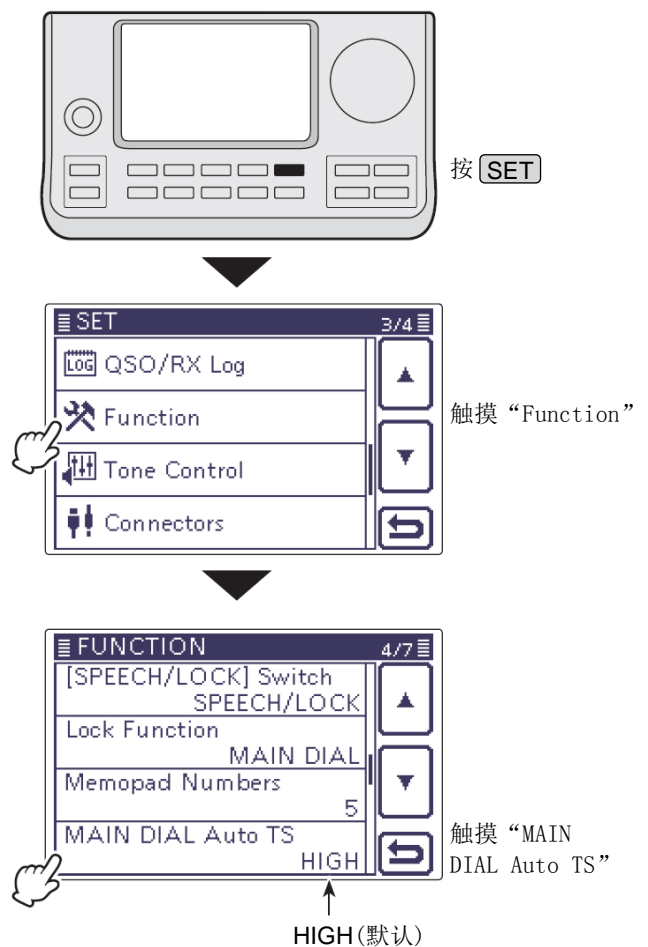 按 SET
SET 3/4
QSO/RX Log
Function
触摸“Function”
Tone Control
Connectors
FUNCTION 4/7
[SPEECH/LOCK] Switch
SPEECH/LOCK
Lock Function
MAIN DIAL
Memopad Numbers
5
MAIN DIAL Auto TS
HIGH
触摸“MAIN
DIAL Auto TS”
HIGH(默认)